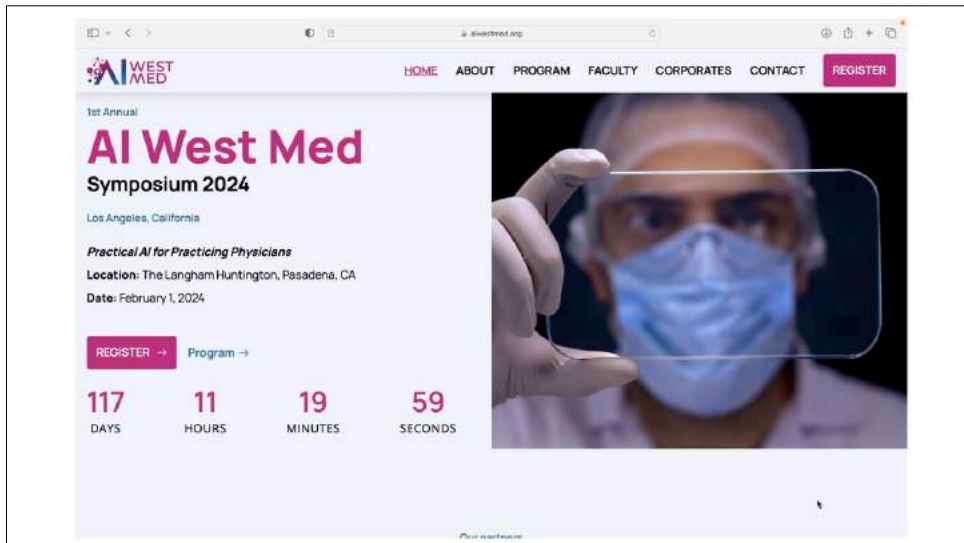 aiwestmed.org
AI WEST MED
HOME ABOUT PROGRAM FACULTY CORPORATES CONTACT REGISTER
1st Annual
AI West Med
Symposium 2024
Los Angeles, California
Practical AI for Practicing Physicians
Location: The Langham Huntington, Pasadena, CA
Date: February 1, 2024
REGISTER → Program →
117 11 19 59
DAYS HOURS MINUTES SECONDS
Our partners